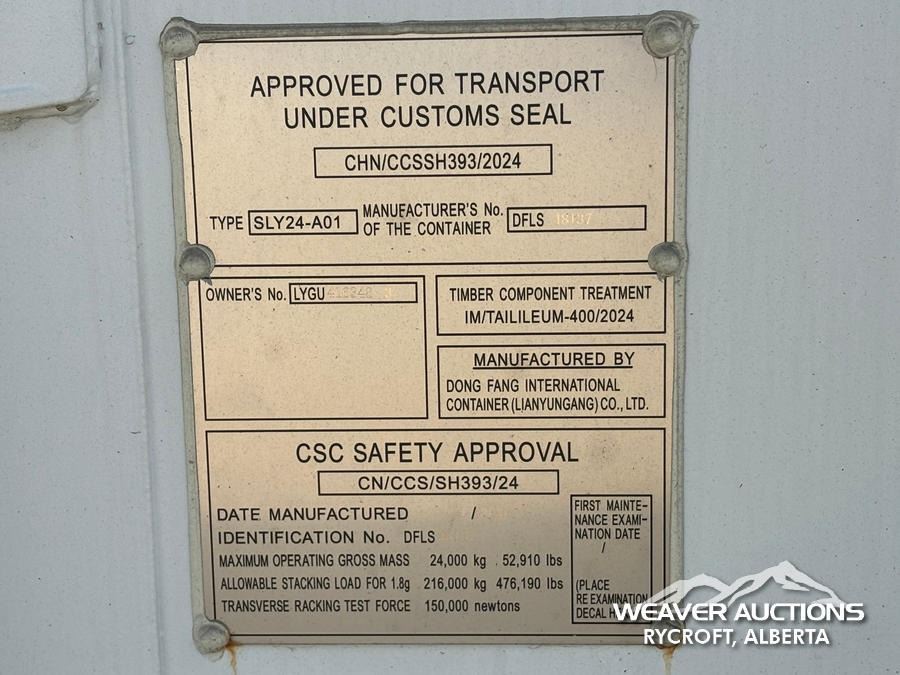 APPROVED FOR TRANSPORT
UNDER CUSTOMS SEAL
CHN/CCSSH393/2024
TYPE SLY24-A01 MANUFACTURER'S No. OF THE CONTAINER DFLS
OWNER'S No. LYGU
TIMBER COMPONENT TREATMENT
IM/TAILILEUM-400/2024
MANUFACTURED BY
DONG FANG INTERNATIONAL
CONTAINER (LIANYUNGANG) CO., LTD.
CSC SAFETY APPROVAL
CN/CCS/SH393/24
DATE MANUFACTURED /
IDENTIFICATION No. DFLS
MAXIMUM OPERATING GROSS MASS 24,000 kg 52,910 lbs
ALLOWABLE STACKING LOAD FOR 1.8g 216,000 kg 476,190 lbs
TRANSVERSE RACKING TEST FORCE 150,000 newtons
FIRST MAINTE-
NANCE EXAMI-
NATION DATE
/
(PLACE
RE EXAMINATION
DECAL
WEAVER AUCTIONS
RYCROFT, ALBERTA